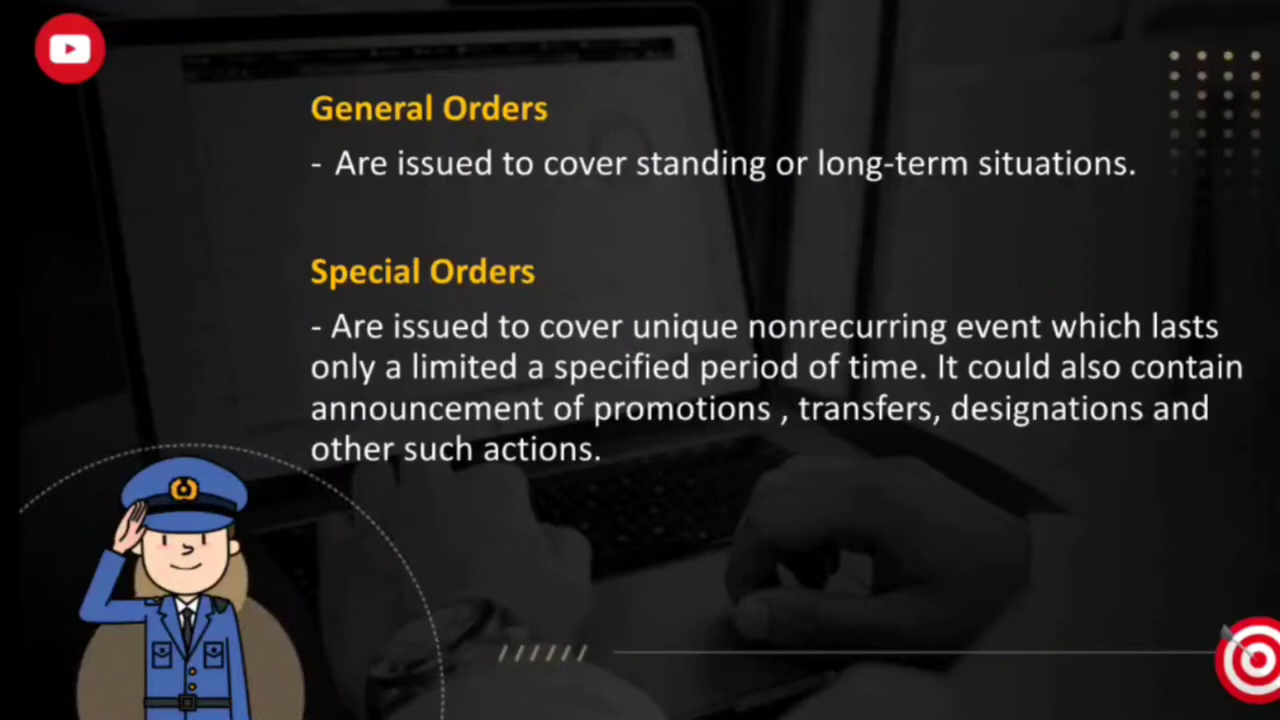 General Orders
- Are issued to cover standing or long-term situations.
Special Orders
- Are issued to cover unique nonrecurring event which lasts
only a limited a specified period of time. It could also contain
announcement of promotions , transfers, designations and
other such actions.